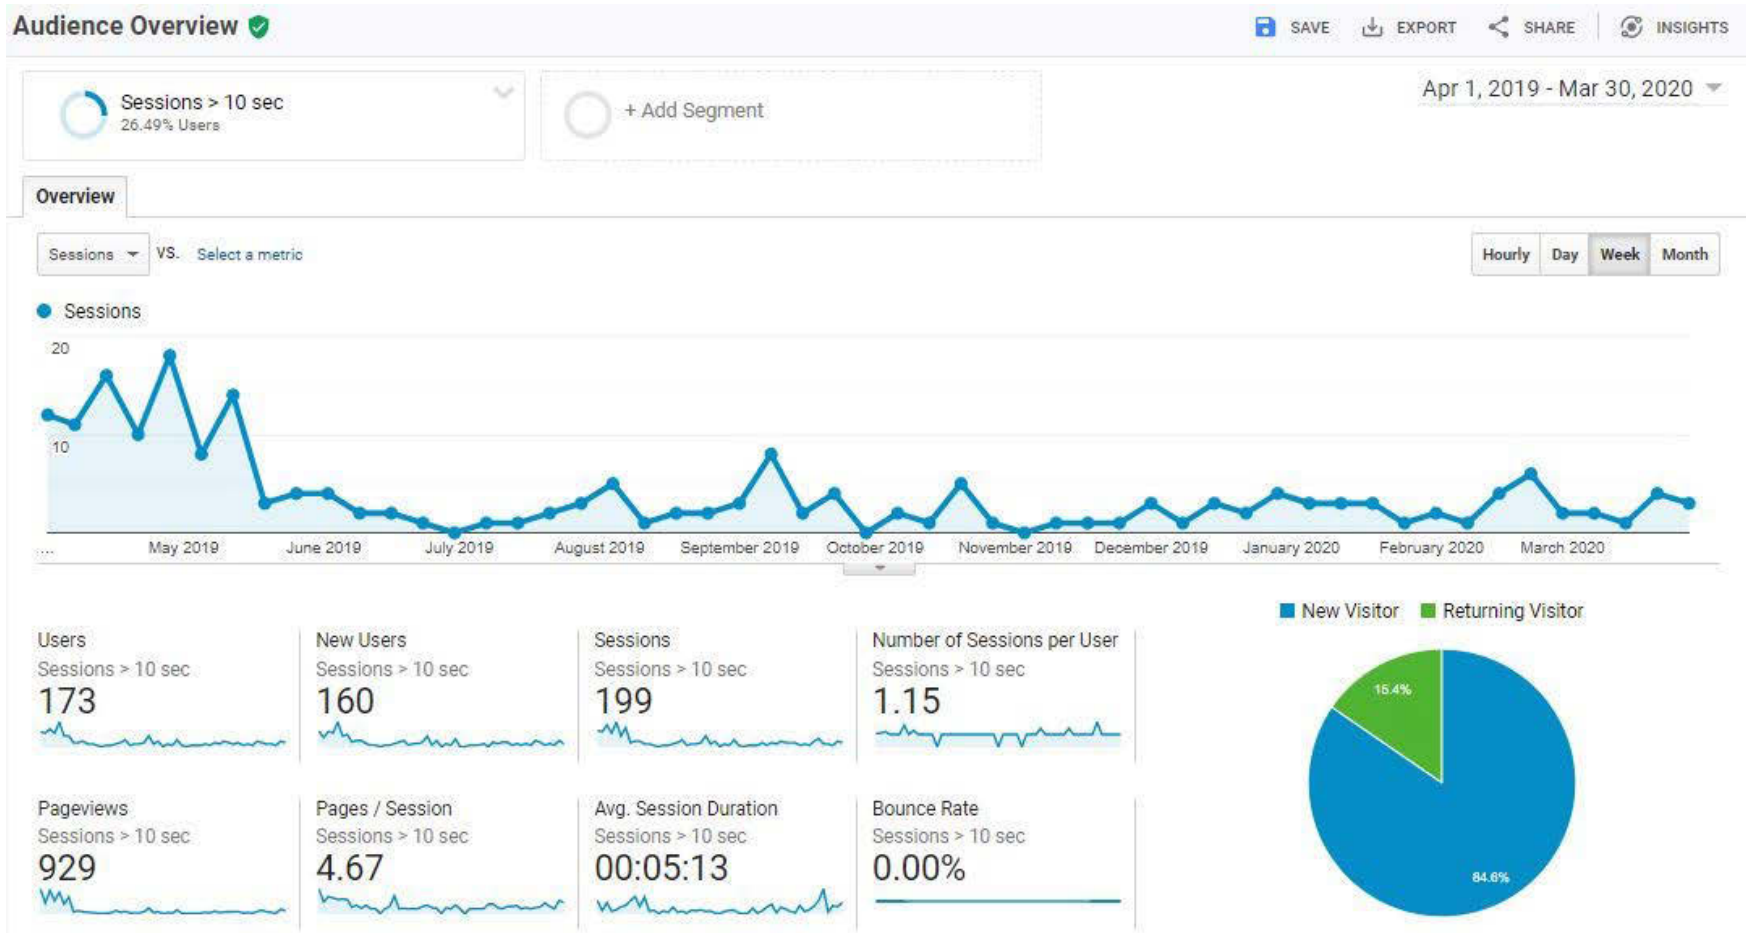 Audience Overview
SAVE
EXPORT
SHARE
INSIGHTS
Sessions > 10 sec
26.49% Users
+ Add Segment
Apr 1, 2019 - Mar 30, 2020
Overview
Sessions
VS.
Select a metric
Hourly
Day
Week
Month
Sessions
20
10
....
May 2019
June 2019
July 2019
August 2019
September 2019
October 2019
November 2019
December 2019
January 2020
February 2020
March 2020
New Visitor
Returning Visitor
Users
Sessions > 10 sec
173
New Users
Sessions > 10 sec
160
Sessions
Sessions > 10 sec
199
Number of Sessions per User
Sessions > 10 sec
1.15
15.4%
84.6%
Pageviews
Sessions > 10 sec
929
Pages / Session
Sessions > 10 sec
4.67
Avg. Session Duration
Sessions > 10 sec
00:05:13
Bounce Rate
Sessions > 10 sec
0.00%